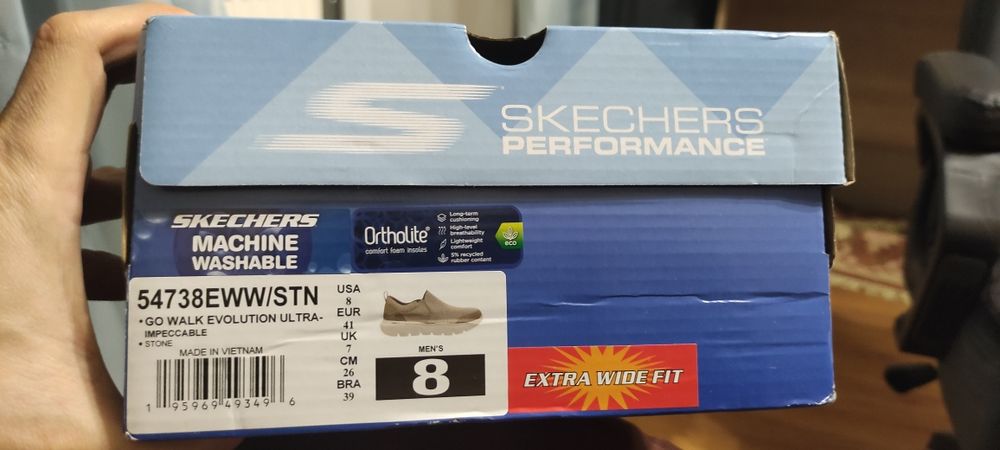 SKECHERS
PERFORMANCE
SKECHERS
MACHINE
WASHABLE
OrthoLite®
comfort foam insoles
Long-term
cushioning
High-level
breathability
Lightweight
comfort
5% recycled
rubber content
eco
54738EWW/STN
• GO WALK EVOLUTION ULTRA-
IMPECCABLE
• STONE
MADE IN VIETNAM
1 95969 49349 6
USA
8
EUR
41
UK
7
CM
26
BRA
39
MEN'S
8
EXTRA WIDE FIT